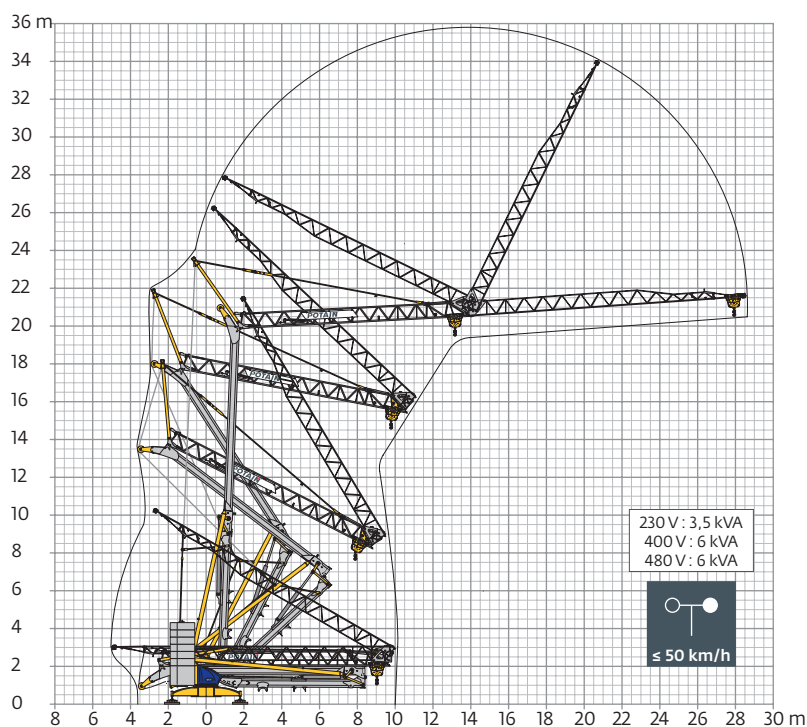 36 m
34
32
30
28
26
24
22
20
18
16
14
12
10
8
6
4
2
0
POTAIN
POTAIN
POTAIN
POTAIN
230 V : 3,5 kVA
400 V : 6 kVA
480 V : 6 kVA
≤ 50 km/h
8 6 4 2 0 2 4 6 8 10 12 14 16 18 20 22 24 26 28 30 m